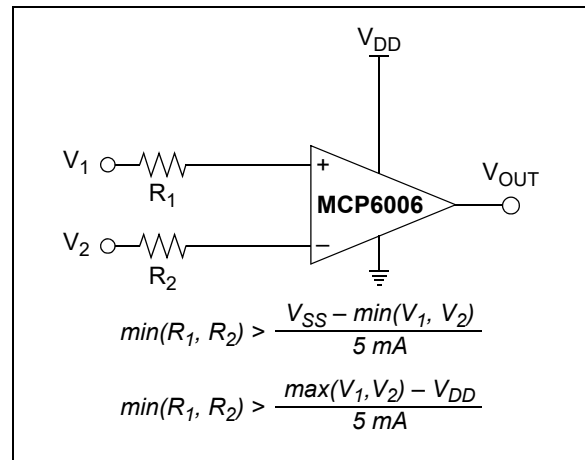 V_DD
V_1
R_1
+
MCP6006
V_OUT
V_2
R_2
–
min(R_1, R_2) > (V_SS – min(V_1, V_2)) / 5 mA
min(R_1, R_2) > (max(V_1,V_2) – V_DD) / 5 mA